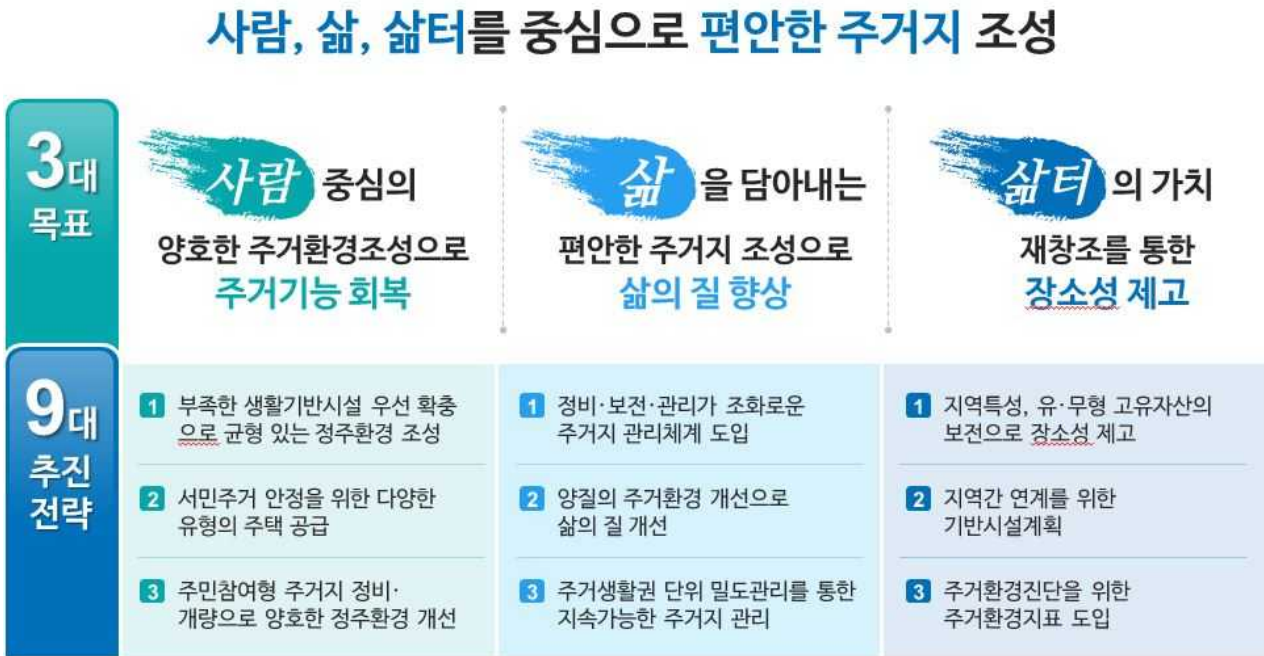 사람, 삶, 삶터를 중심으로 편안한 주거지 조성
3대
목표
사람 중심의
양호한 주거환경조성으로
주거기능 회복
삶을 담아내는
편안한 주거지 조성으로
삶의 질 향상
삶터의 가치
재창조를 통한
장소성 제고
9대
추진
전략
1 부족한 생활기반시설 우선 확충
으로 균형 있는 정주환경 조성
2 서민주거 안정을 위한 다양한
유형의 주택 공급
3 주민참여형 주거지 정비·
개량으로 양호한 정주환경 개선
1 정비·보전·관리가 조화로운
주거지 관리체계 도입
2 양질의 주거환경 개선으로
삶의 질 개선
3 주거생활권 단위 밀도관리를 통한
지속가능한 주거지 관리
1 지역특성, 유·무형 고유자산의
보전으로 장소성 제고
2 지역간 연계를 위한
기반시설계획
3 주거환경진단을 위한
주거환경지표 도입